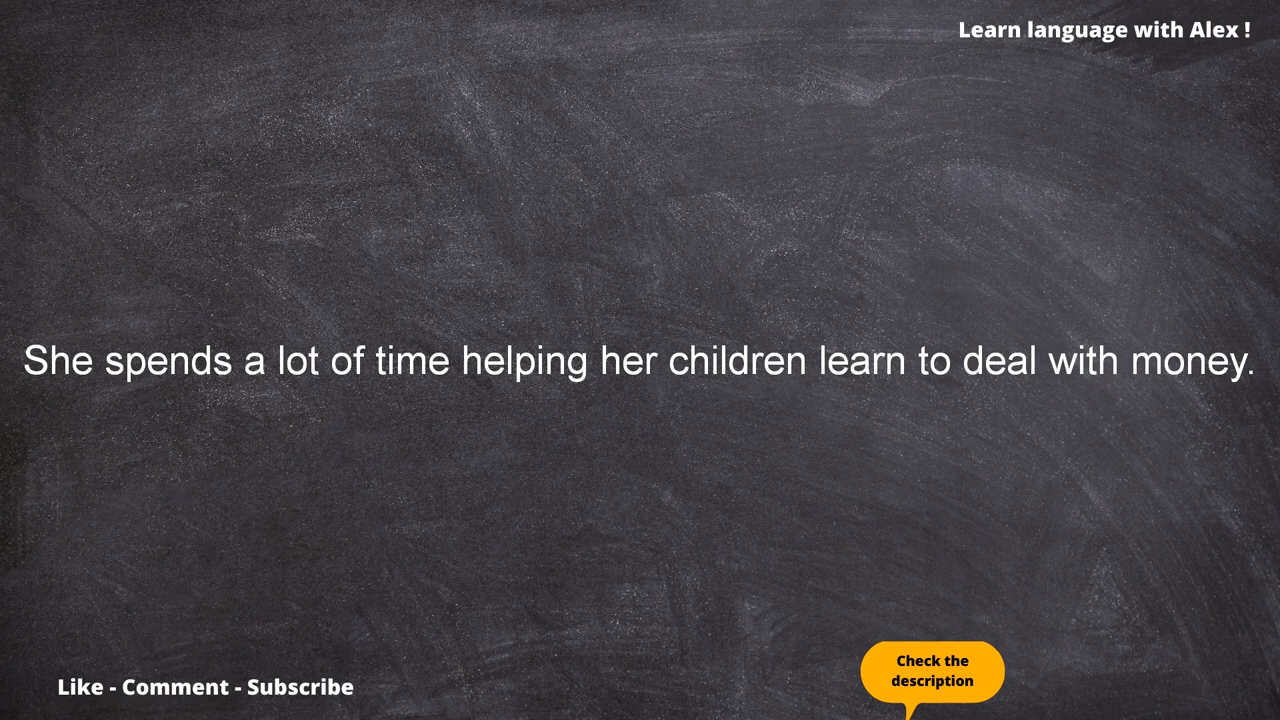 Learn language with Alex !
She spends a lot of time helping her children learn to deal with money.
Check the
description
Like - Comment - Subscribe